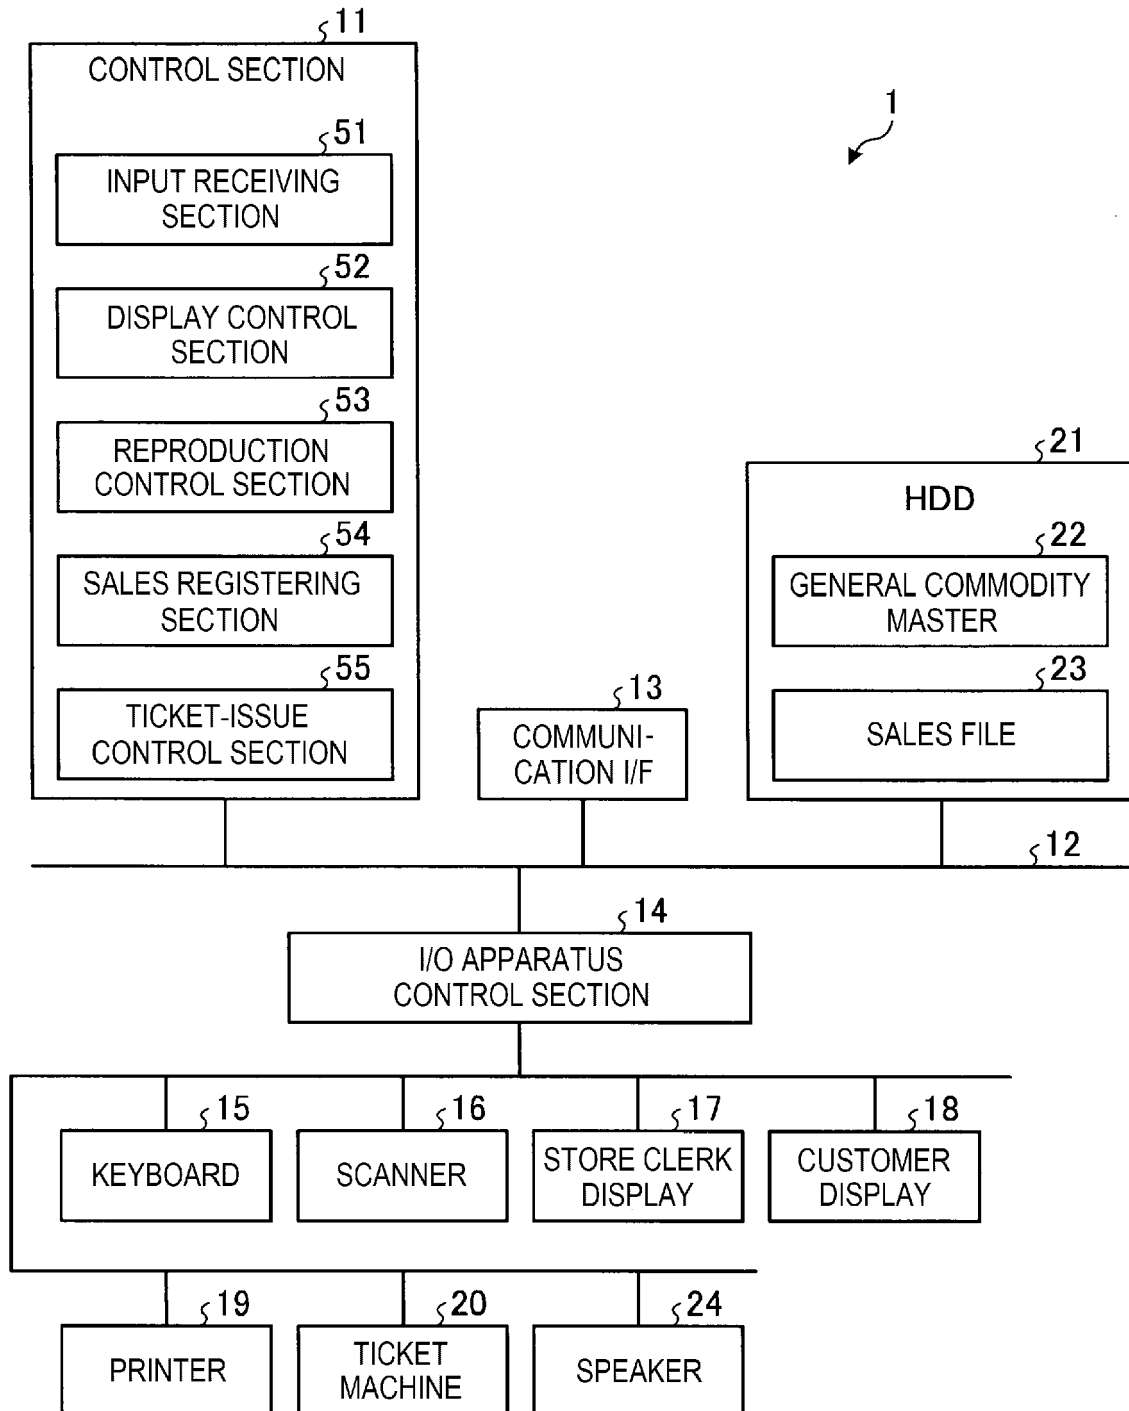 11
CONTROL SECTION
1
51
INPUT RECEIVING
SECTION
52
DISPLAY CONTROL
SECTION
53
REPRODUCTION
CONTROL SECTION
54
SALES REGISTERING
SECTION
55
TICKET-ISSUE
CONTROL SECTION
13
COMMUNI-
CATION I/F
21
HDD
22
GENERAL COMMODITY
MASTER
23
SALES FILE
12
14
I/O APPARATUS
CONTROL SECTION
15
KEYBOARD
16
SCANNER
17
STORE CLERK
DISPLAY
18
CUSTOMER
DISPLAY
19
PRINTER
20
TICKET
MACHINE
24
SPEAKER